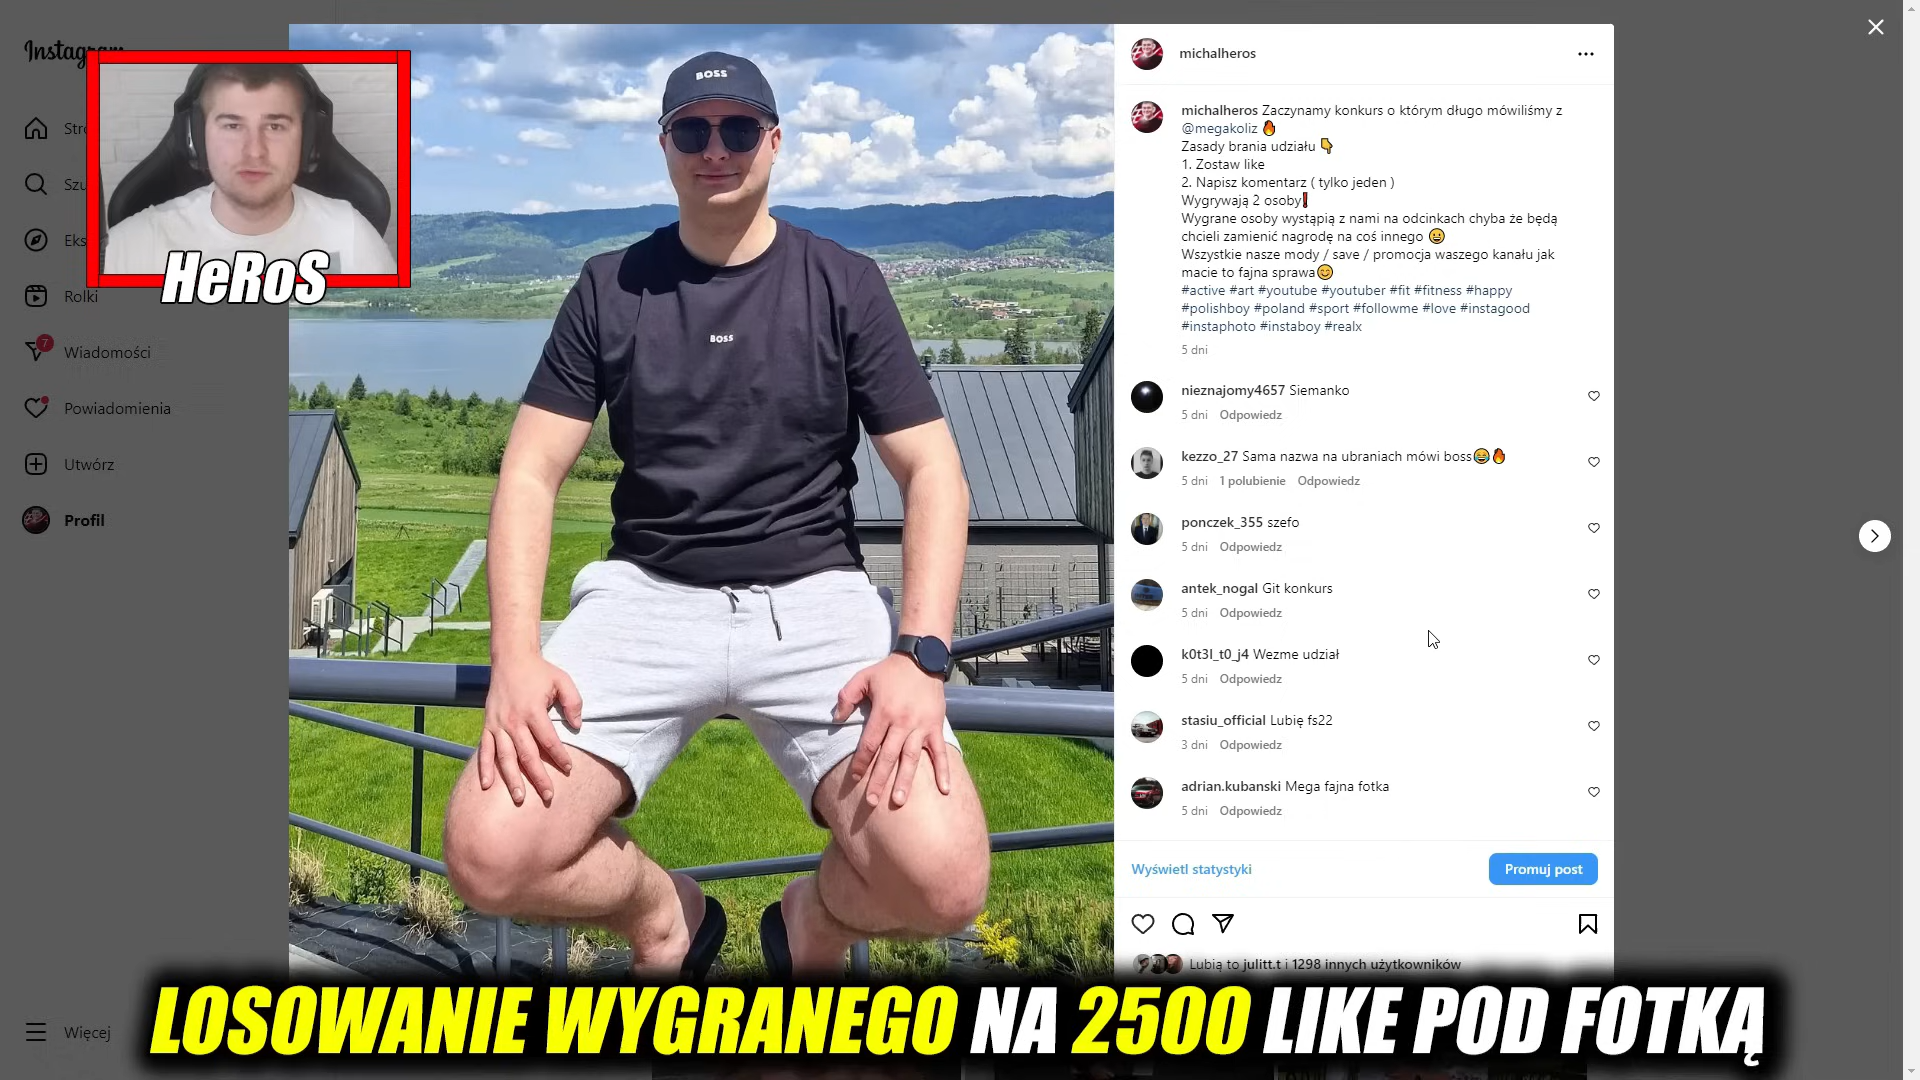 Instagram
HeRoS
Rolki
7
Wiadomości
Powiadomienia
Utwórz
Profil
Więcej
BOSS
BOSS
michalheros
michalheros Zaczynamy konkurs o którym długo mówiliśmy z
@megakoliz 🔥
Zasady brania udziału 👇
1. Zostaw like
2. Napisz komentarz ( tylko jeden )
Wygrywają 2 osoby❗
Wygrane osoby wystąpią z nami na odcinkach chyba że będą
chcieli zamienić nagrodę na coś innego 😀
Wszystkie nasze mody / save / promocja waszego kanału jak
macie to fajna sprawa😊
#active #art #youtube #youtuber #fit #fitness #happy
#polishboy #poland #sport #followme #love #instagood
#instaphoto #instaboy #realx
5 dni
nieznajomy4657 Siemanko
5 dni Odpowiedz
kezzo_27 Sama nazwa na ubraniach mówi boss😂🔥
5 dni 1 polubienie Odpowiedz
ponczek_355 szefo
5 dni Odpowiedz
antek_nogal Git konkurs
5 dni Odpowiedz
k0t3l_t0_j4 Wezme udział
5 dni Odpowiedz
stasiu_official Lubię fs22
3 dni Odpowiedz
adrian.kubanski Mega fajna fotka
5 dni Odpowiedz
Wyświetl statystyki
Promuj post
Lubią to julitt.t i 1298 innych użytkowników
LOSOWANIE WYGRANEGO NA 2500 LIKE POD FOTKĄ